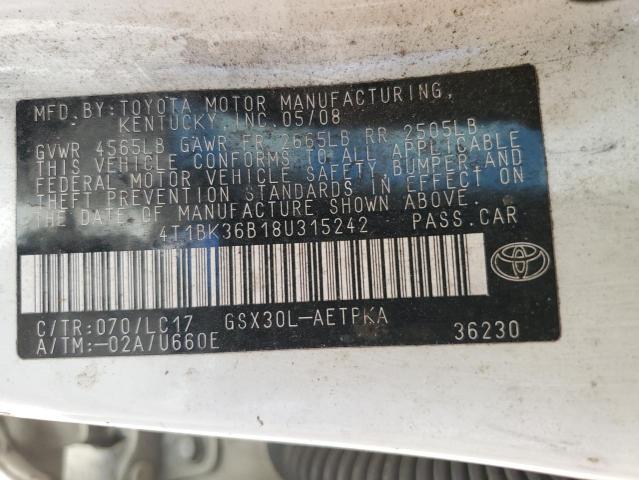 MFD. BY: TOYOTA MOTOR MANUFACTURING,
KENTUCKY, INC 05/08
GVWR 4565LB GAWR FR 2665LB RR 2505LB
THIS VEHICLE CONFORMS TO ALL APPLICABLE
FEDERAL MOTOR VEHICLE SAFETY, BUMPER, AND
THEFT PREVENTION STANDARDS IN EFFECT ON
THE DATE OF MANUFACTURE SHOWN ABOVE.
4T1BK36B18U315242 PASS. CAR
C/TR: 070/LC17 GSX30L-AETPKA
A/TM:-02A/U660E 36230